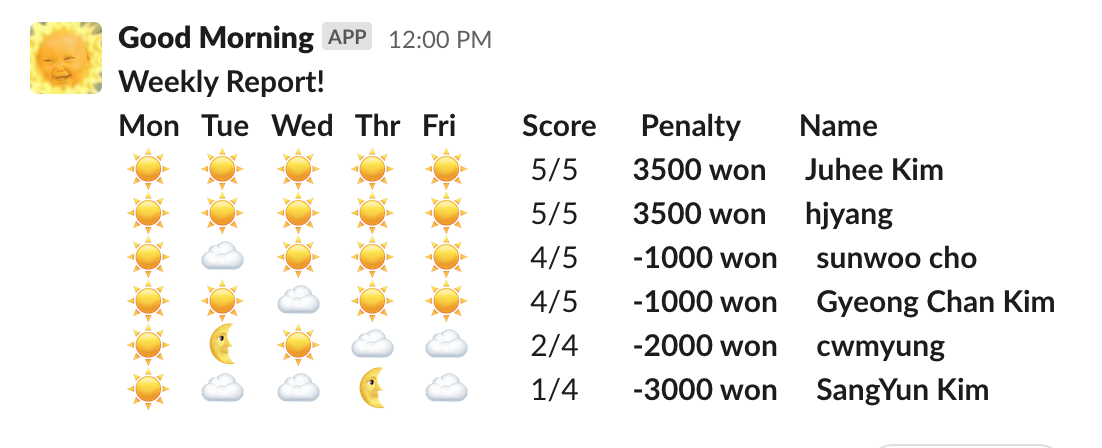 Good Morning APP 12:00 PM
Weekly Report!
Mon Tue Wed Thr Fri Score Penalty Name
5/5 3500 won Juhee Kim
5/5 3500 won hjyang
4/5 -1000 won sunwoo cho
4/5 -1000 won Gyeong Chan Kim
2/4 -2000 won cwmyung
1/4 -3000 won SangYun Kim